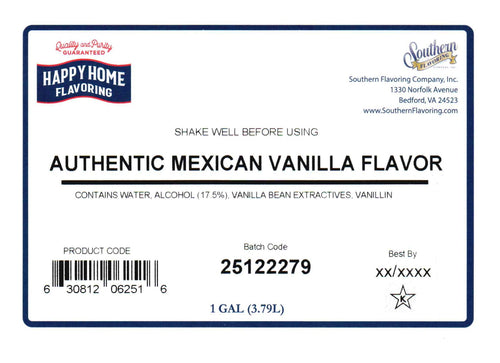 Quality and Purity
GUARANTEED
HAPPY HOME
FLAVORING
Southern
FLAVORING
Southern Flavoring Company, Inc.
1330 Norfolk Avenue
Bedford, VA 24523
www.SouthernFlavoring.com
SHAKE WELL BEFORE USING
AUTHENTIC MEXICAN VANILLA FLAVOR
CONTAINS WATER, ALCOHOL (17.5%), VANILLA BEAN EXTRACTIVES, VANILLIN
PRODUCT CODE
6 30812 06251 6
Batch Code
25122279
Best By
xx/xxxx
K
1 GAL (3.79L)